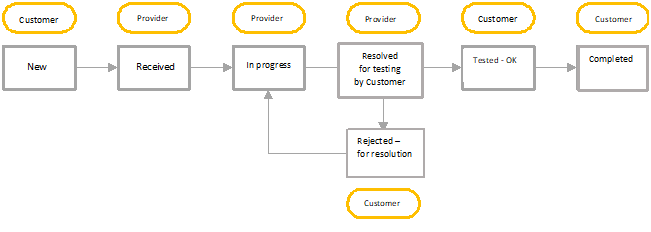 Customer
Provider
Provider
Provider
Customer
Customer
New
Received
In progress
Resolved
for testing
by Customer
Tested - OK
Completed
Rejected –
for resolution
Customer